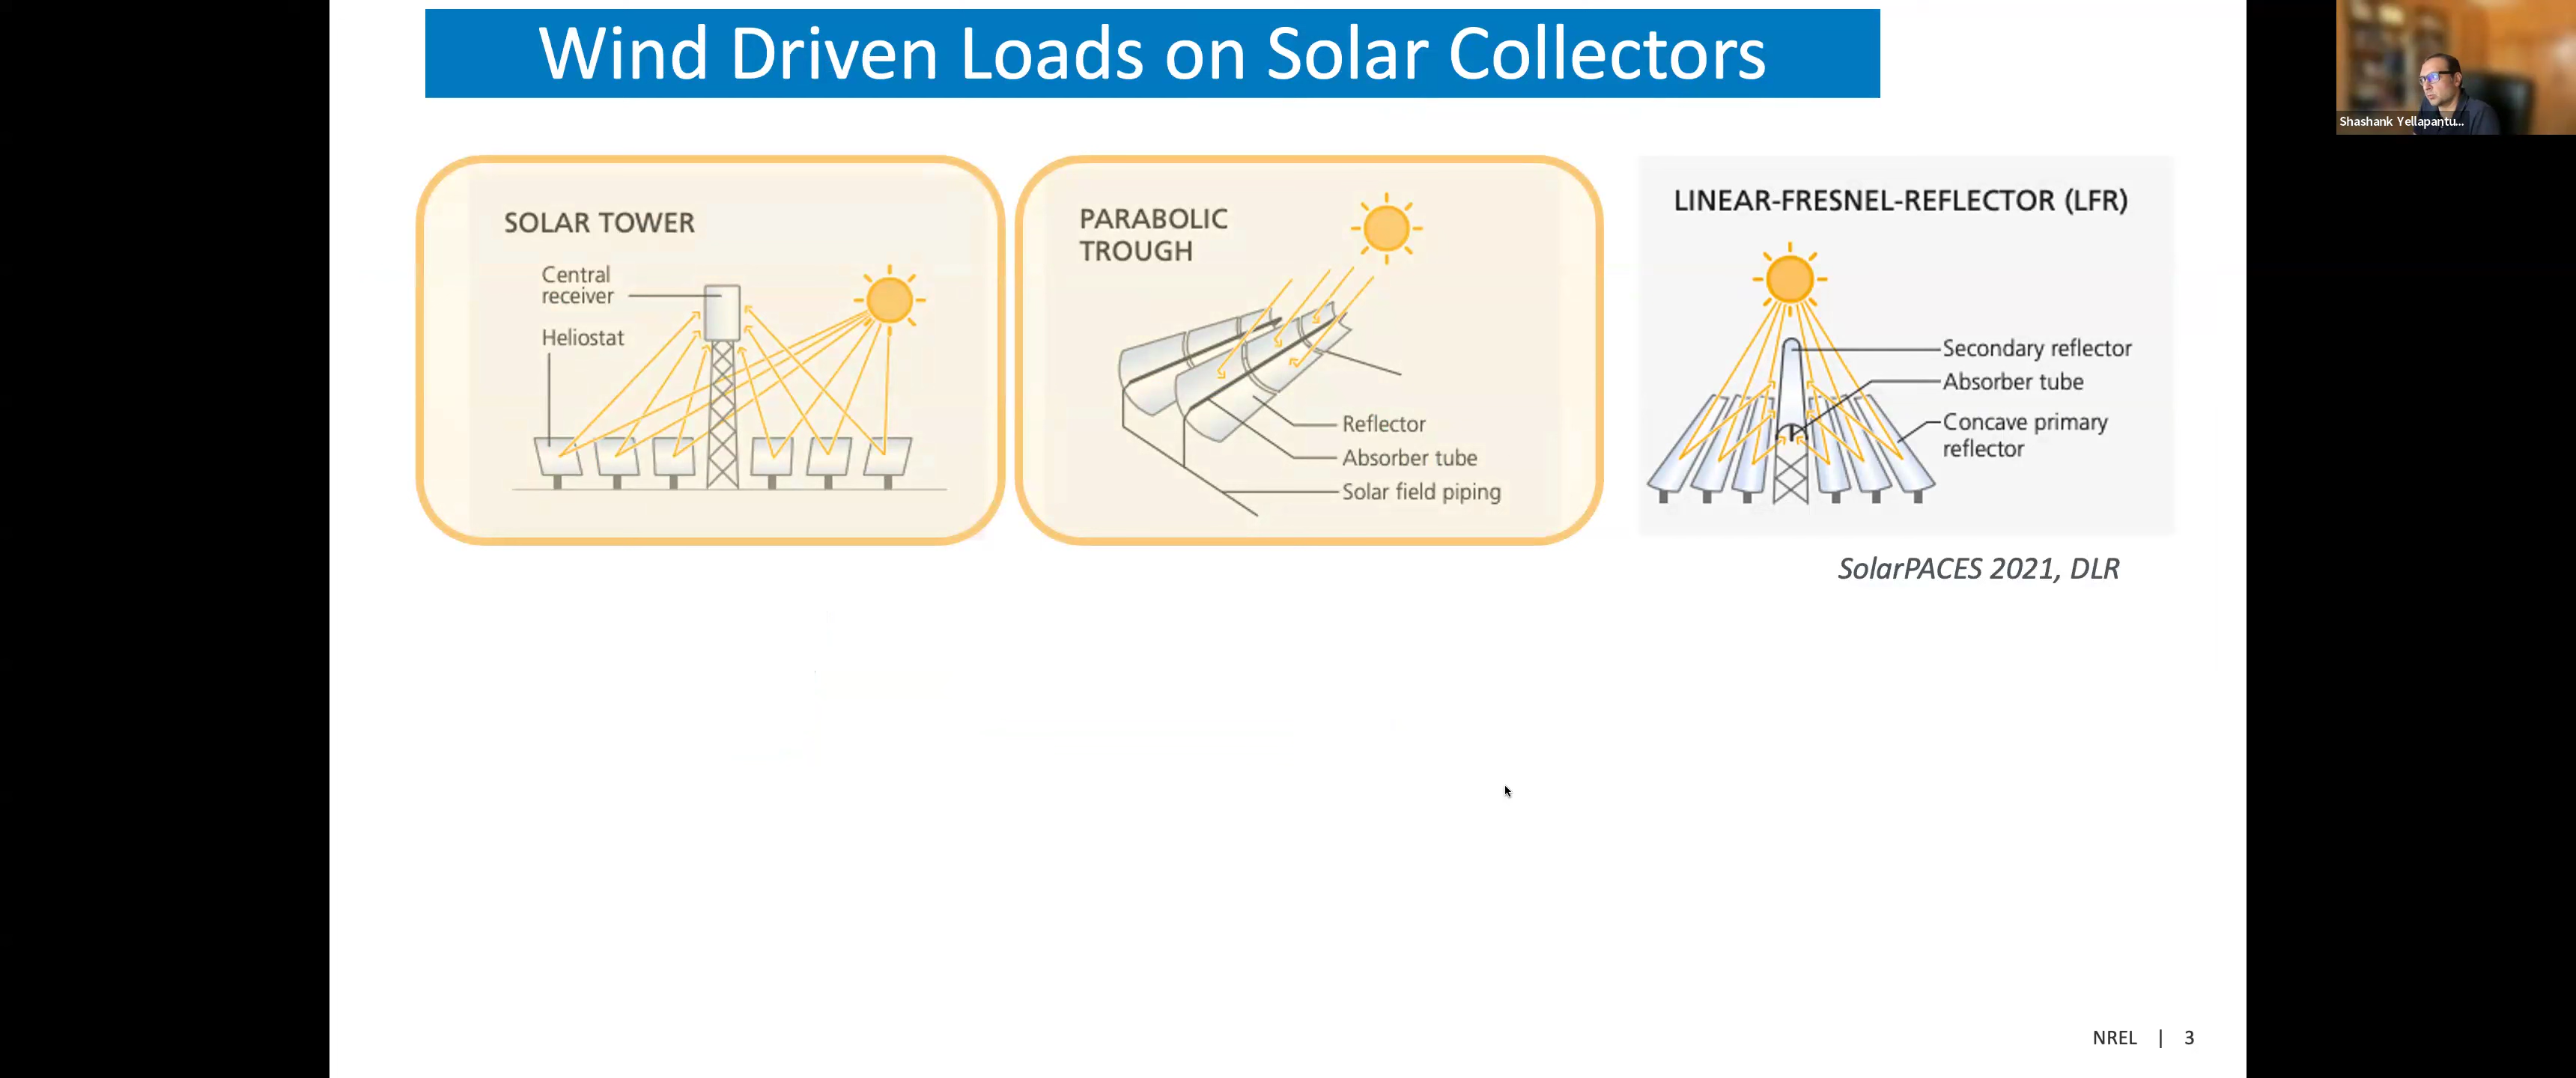 Wind Driven Loads on Solar Collectors
Shashank Yellapantu...
SOLAR TOWER
Central
receiver
Heliostat
PARABOLIC
TROUGH
Reflector
Absorber tube
Solar field piping
LINEAR-FRESNEL-REFLECTOR (LFR)
Secondary reflector
Absorber tube
Concave primary
reflector
SolarPACES 2021, DLR
NREL | 3